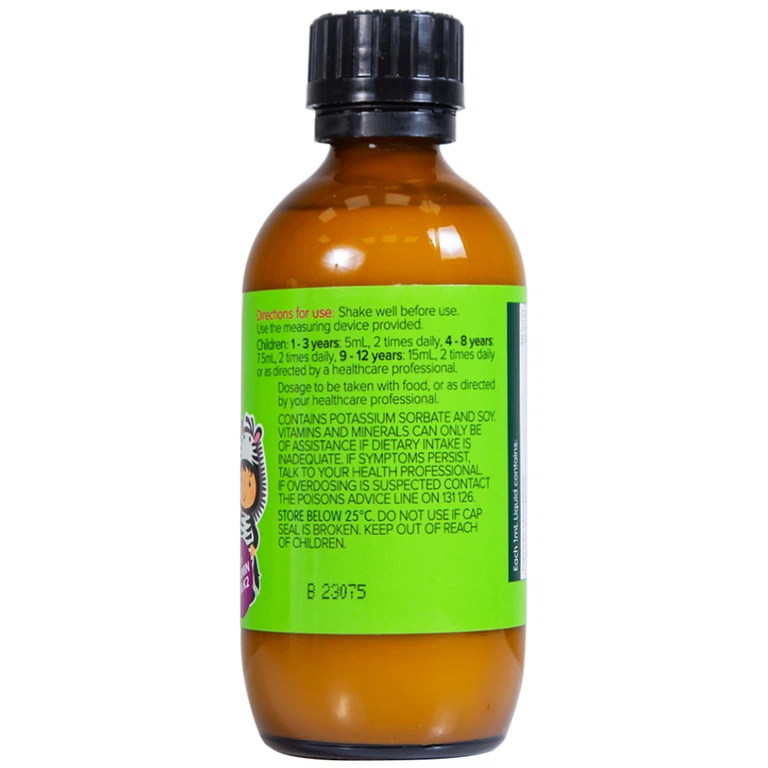 Directions for use: Shake well before use.
Use the measuring device provided.
Children: 1 - 3 years: 5mL, 2 times daily, 4 - 8 years:
7.5mL, 2 times daily, 9 - 12 years: 15mL, 2 times daily
or as directed by a healthcare professional.
Dosage to be taken with food, or as directed
by your healthcare professional.
CONTAINS POTASSIUM SORBATE AND SOY.
VITAMINS AND MINERALS CAN ONLY BE
OF ASSISTANCE IF DIETARY INTAKE IS
INADEQUATE. IF SYMPTOMS PERSIST,
TALK TO YOUR HEALTH PROFESSIONAL.
IF OVERDOSING IS SUSPECTED CONTACT
THE POISONS ADVICE LINE ON 131 126.
STORE BELOW 25°C. DO NOT USE IF CAP
SEAL IS BROKEN. KEEP OUT OF REACH
OF CHILDREN.
B 23075
Each 1mL Liquid contains:
K2